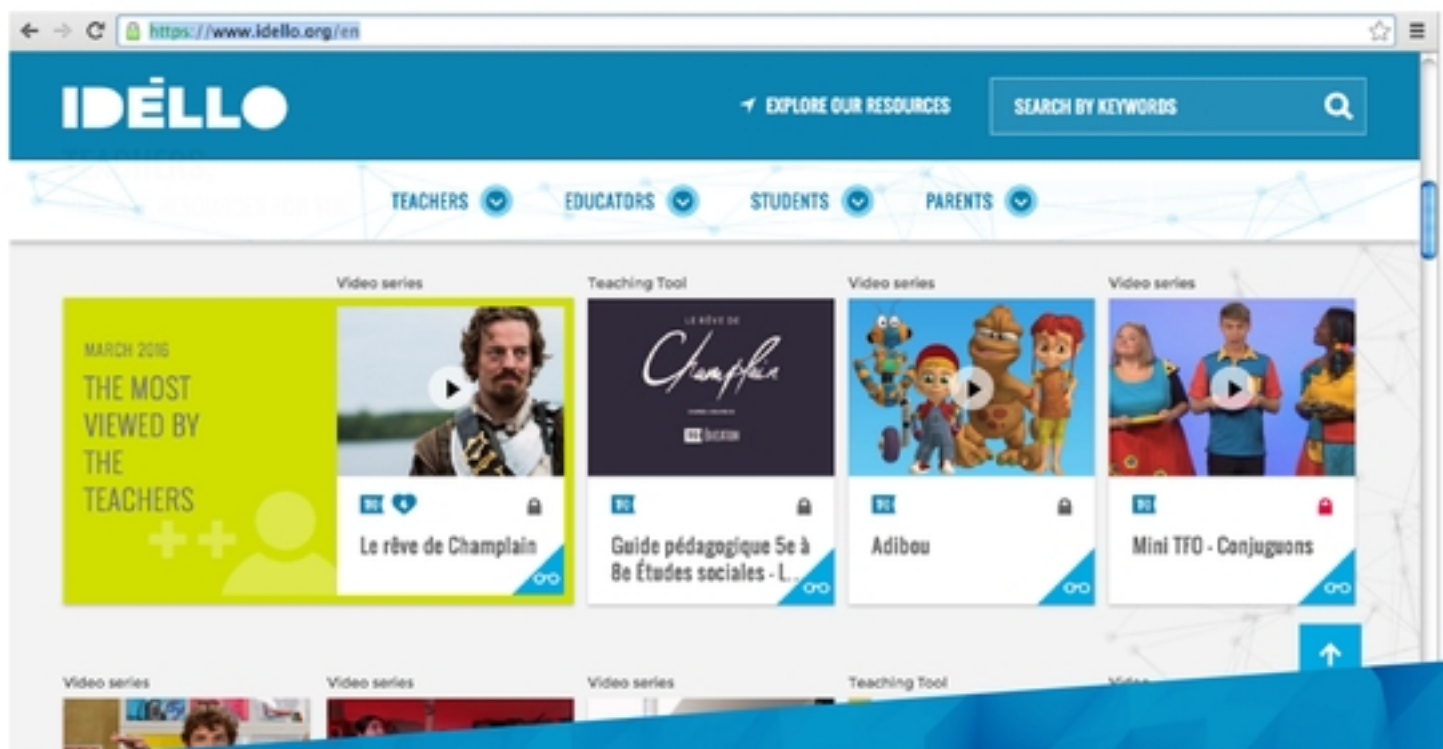 https://www.idello.org/en
IDÉLLO
EXPLORE OUR RESOURCES
SEARCH BY KEYWORDS
TEACHERS
EDUCATORS
STUDENTS
PARENTS
Video series
Teaching Tool
Video series
Video series
MARCH 2016
THE MOST
VIEWED BY
THE
TEACHERS
LE RÊVE DE
Champlain
Le rêve de Champlain
Guide pédagogique 5e à
8e Études sociales - L...
Adibou
Mini TFO - Conjuguons
Video series
Video series
Video series
Teaching Tool